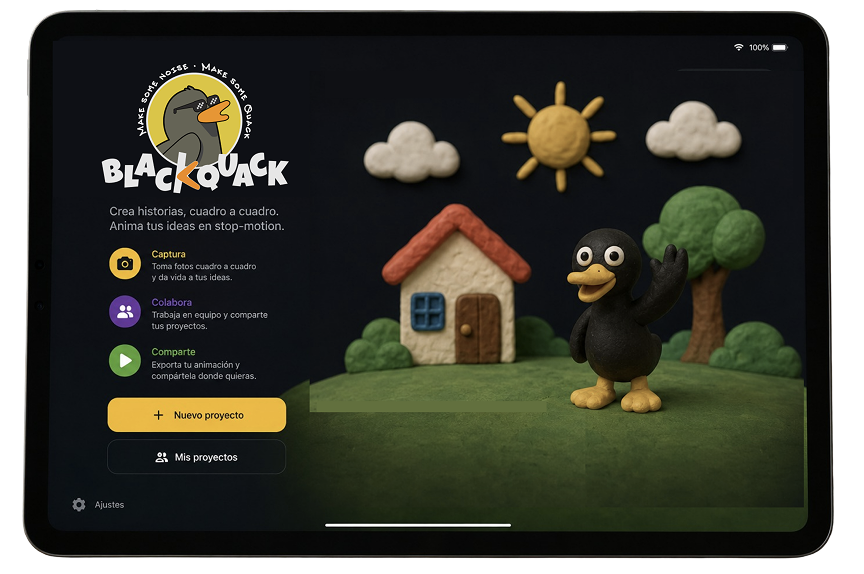 100%
MAKE SOME NOISE · MAKE SOME QUACK
BLACKQUACK
Crea historias, cuadro a cuadro.
Anima tus ideas en stop-motion.
Captura
Toma fotos cuadro a cuadro
y da vida a tus ideas.
Colabora
Trabaja en equipo y comparte
tus proyectos.
Comparte
Exporta tu animación y
compártela donde quieras.
+ Nuevo proyecto
Mis proyectos
Ajustes